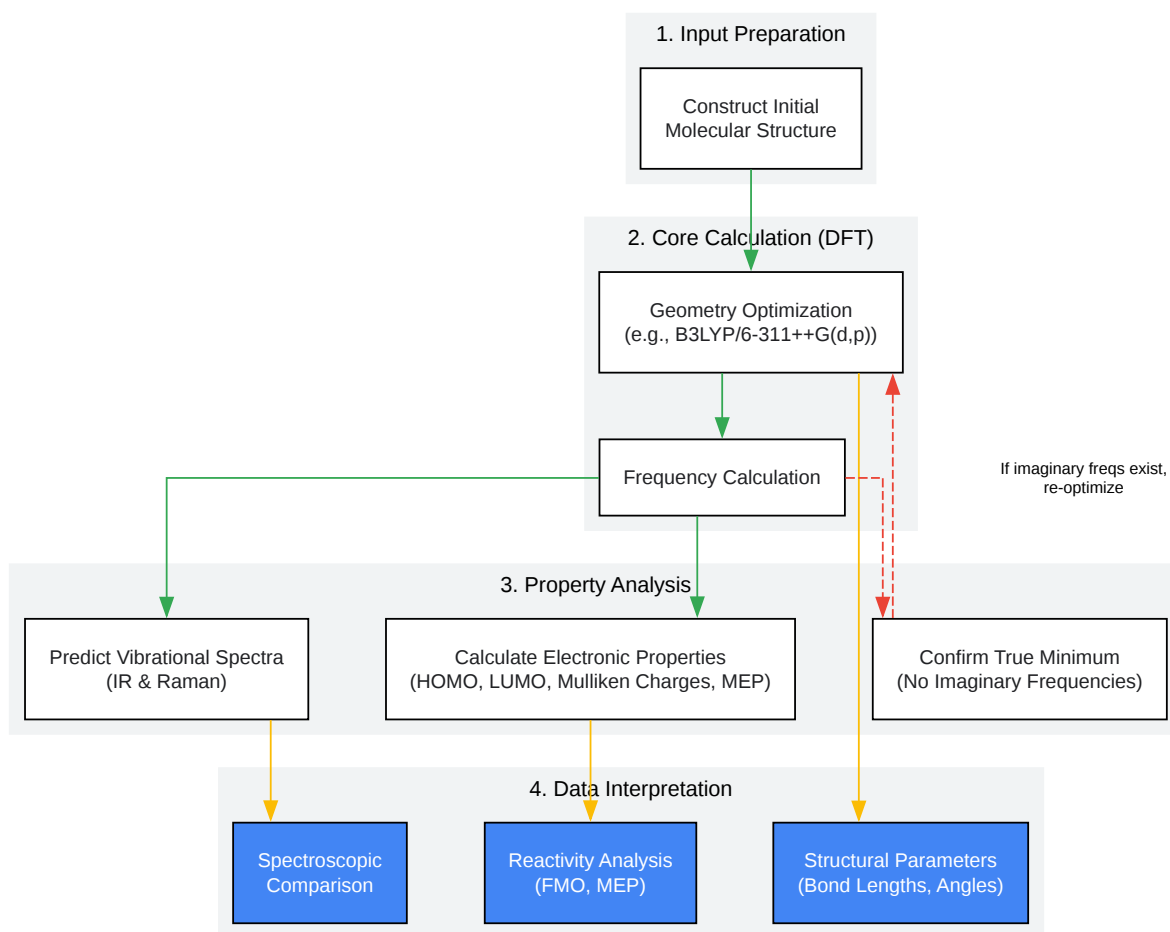 1. Input Preparation
Construct Initial
Molecular Structure
2. Core Calculation (DFT)
Geometry Optimization
(e.g., B3LYP/6-311++G(d,p))
Frequency Calculation
If imaginary freqs exist,
re-optimize
3. Property Analysis
Predict Vibrational Spectra
(IR & Raman)
Calculate Electronic Properties
(HOMO, LUMO, Mulliken Charges, MEP)
Confirm True Minimum
(No Imaginary Frequencies)
4. Data Interpretation
Spectroscopic
Comparison
Reactivity Analysis
(FMO, MEP)
Structural Parameters
(Bond Lengths, Angles)